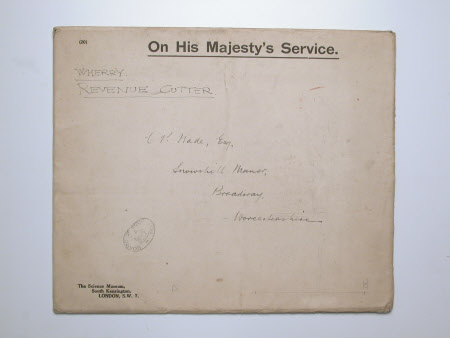 (20)
On His Majesty's Service.
WHERRY.
REVENUE CUTTER
C P. Wade, Esq,
Snowshill Manor,
Broadway
Worcestershire
The Science Museum,
South Kensington,
LONDON, S.W. 7.